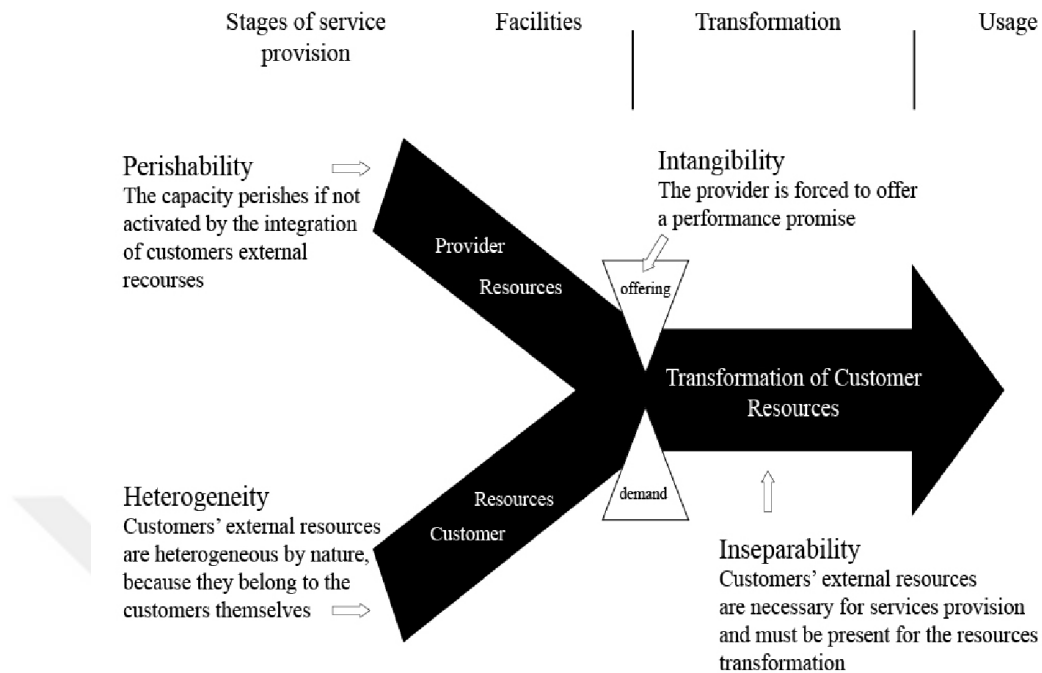 Stages of service
provision
Facilities
Transformation
Usage
Perishability
The capacity perishes if not
activated by the integration
of customers external
recourses
Intangibility
The provider is forced to offer
a performance promise
Provider
Resources
offering
Transformation of Customer
Resources
demand
Resources
Customer
Heterogeneity
Customers’ external resources
are heterogeneous by nature,
because they belong to the
customers themselves
Inseparability
Customers’ external resources
are necessary for services provision
and must be present for the resources
transformation